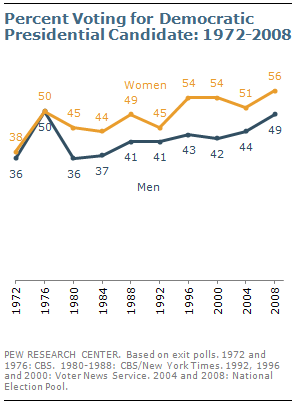 Percent Voting for Democratic
Presidential Candidate: 1972-2008
Women
38 50 45 44 49 45 54 54 51 56
36 50 36 37 41 41 43 42 44 49
Men
1972 1976 1980 1984 1988 1992 1996 2000 2004 2008
PEW RESEARCH CENTER. Based on exit polls. 1972 and
1976: CBS. 1980-1988: CBS/New York Times. 1992, 1996
and 2000: Voter News Service. 2004 and 2008: National
Election Pool.